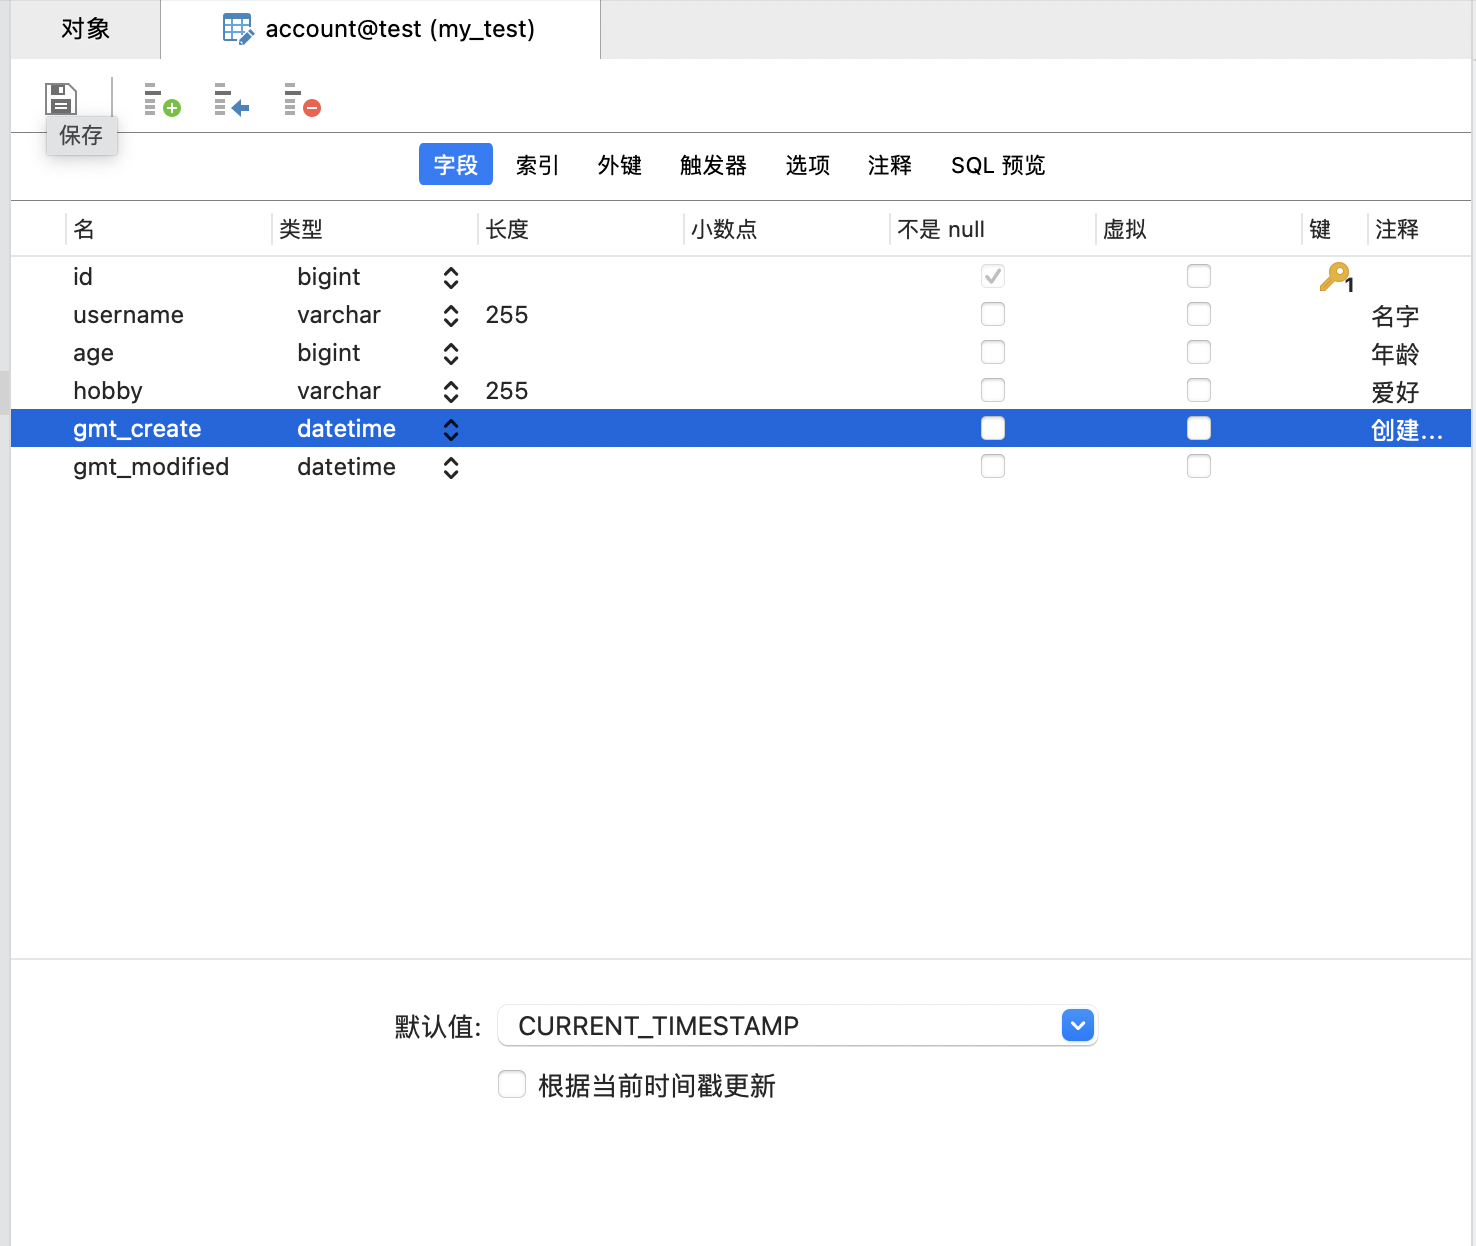 对象 account@test (my_test)
保存
字段 索引 外键 触发器 选项 注释 SQL 预览
名 类型 长度 小数点 不是 null 虚拟 键 注释
id bigint 1
username varchar 255 名字
age bigint 年龄
hobby varchar 255 爱好
gmt_create datetime 创建...
gmt_modified datetime
默认值: CURRENT_TIMESTAMP
根据当前时间戳更新